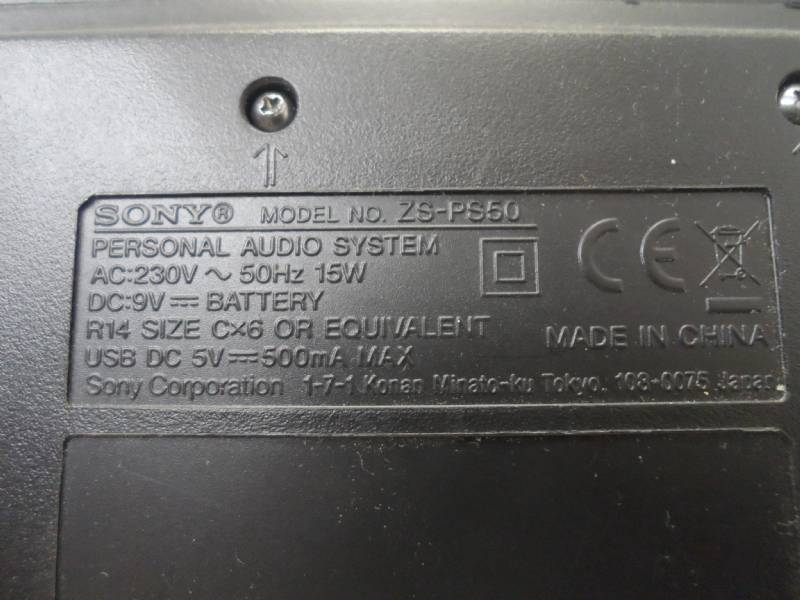 SONY® MODEL NO. ZS-PS50
PERSONAL AUDIO SYSTEM
AC:230V ～ 50Hz 15W
DC:9V ⎓ BATTERY
R14 SIZE C×6 OR EQUIVALENT
USB DC 5V ⎓ 500mA MAX
CE
MADE IN CHINA
Sony Corporation 1-7-1 Konan Minato-ku Tokyo. 108-0075 Japan